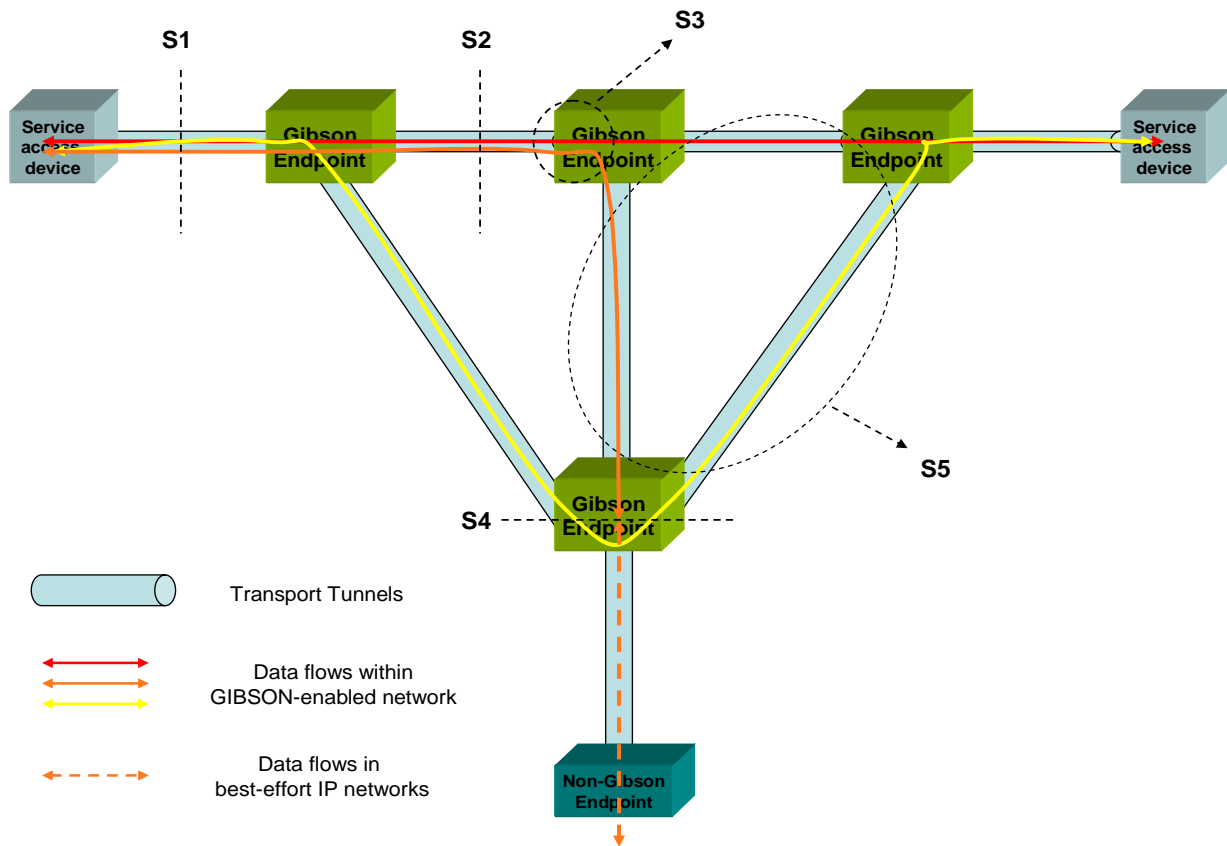 S1
S2
S3
Service
access
device
Gibson
Endpoint
Gibson
Endpoint
Gibson
Endpoint
Service
access
device
S5
Gibson
Endpoint
S4
Transport Tunnels
Data flows within
GIBSON-enabled network
Data flows in
best-effort IP networks
Non-Gibson
Endpoint